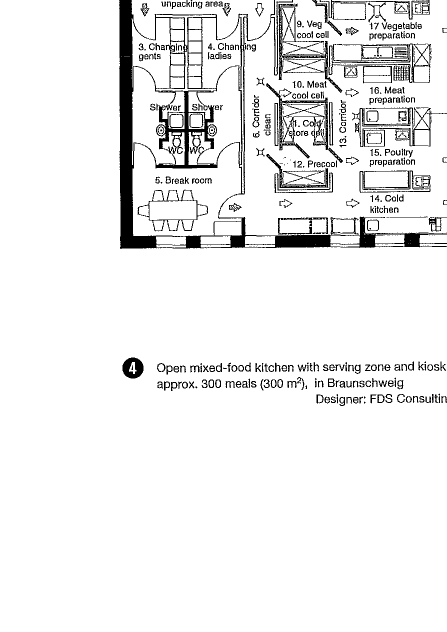 unpacking area
9. Veg
cool cell
17 Vegetable
preparation
3. Changing
gents
4. Changing
ladies
10. Meat
cool cell
16. Meat
preparation
Shower
Shower
6. Corridor
clean
11. Cold
store cell
13. Corridor
WC
WC
12. Precool
15. Poultry
preparation
5. Break room
14. Cold
kitchen
4 Open mixed-food kitchen with serving zone and kiosk
approx. 300 meals (300 m²), in Braunschweig
Designer: FDS Consultin